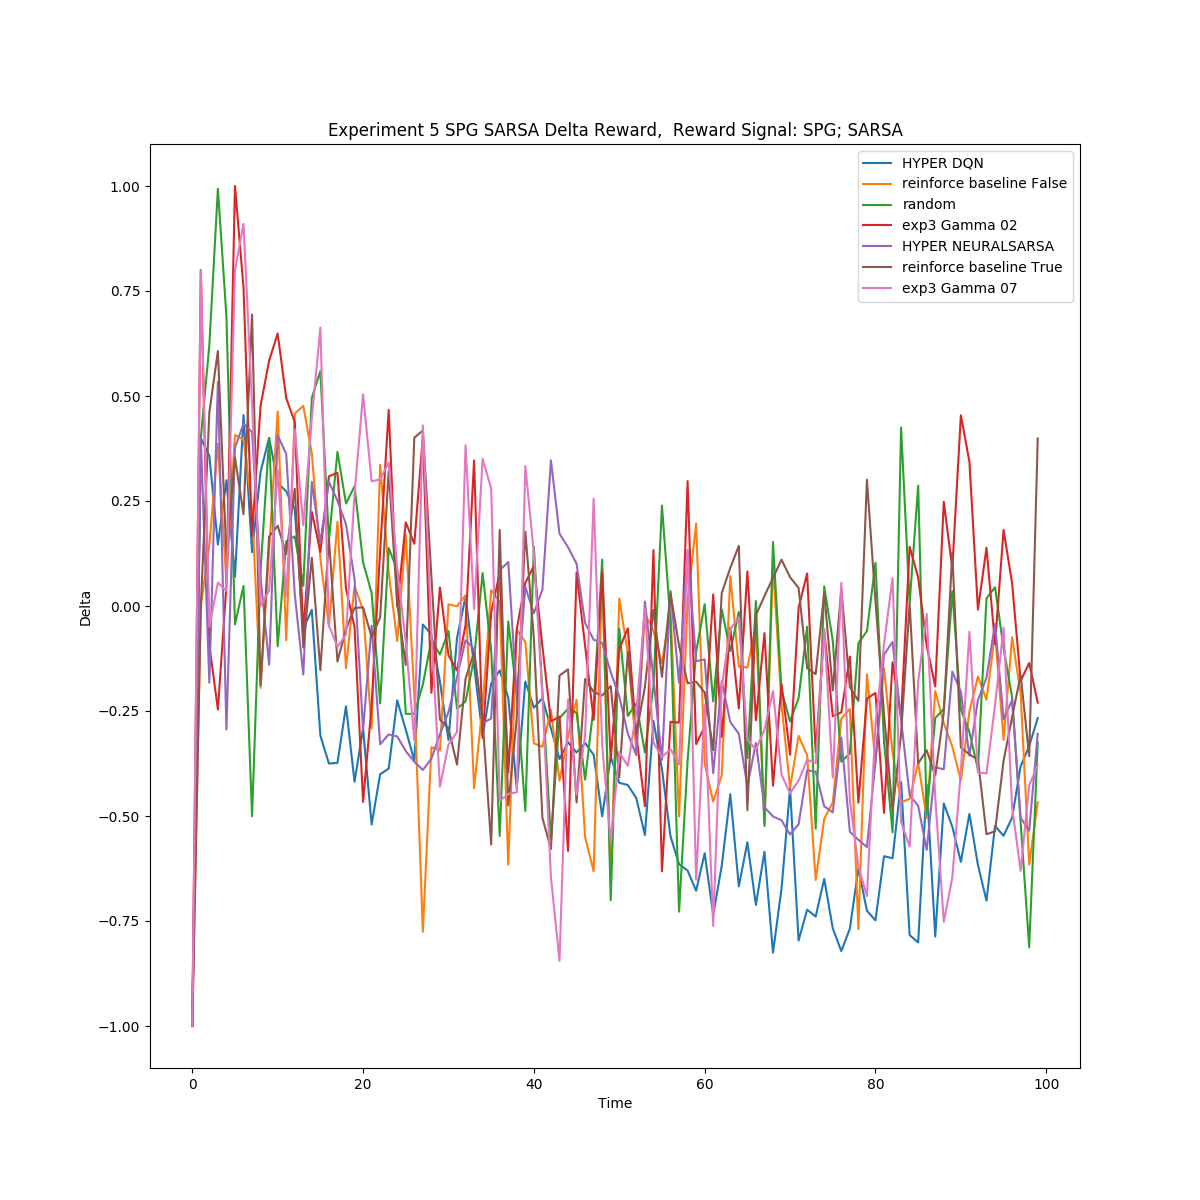 Experiment 5 SPG SARSA Delta Reward,  Reward Signal: SPG; SARSA
HYPER DQN
reinforce baseline False
random
exp3 Gamma 02
HYPER NEURALSARSA
reinforce baseline True
exp3 Gamma 07
1.00
0.75
0.50
0.25
0.00
−0.25
−0.50
−0.75
−1.00
Delta
0 20 40 60 80 100
Time